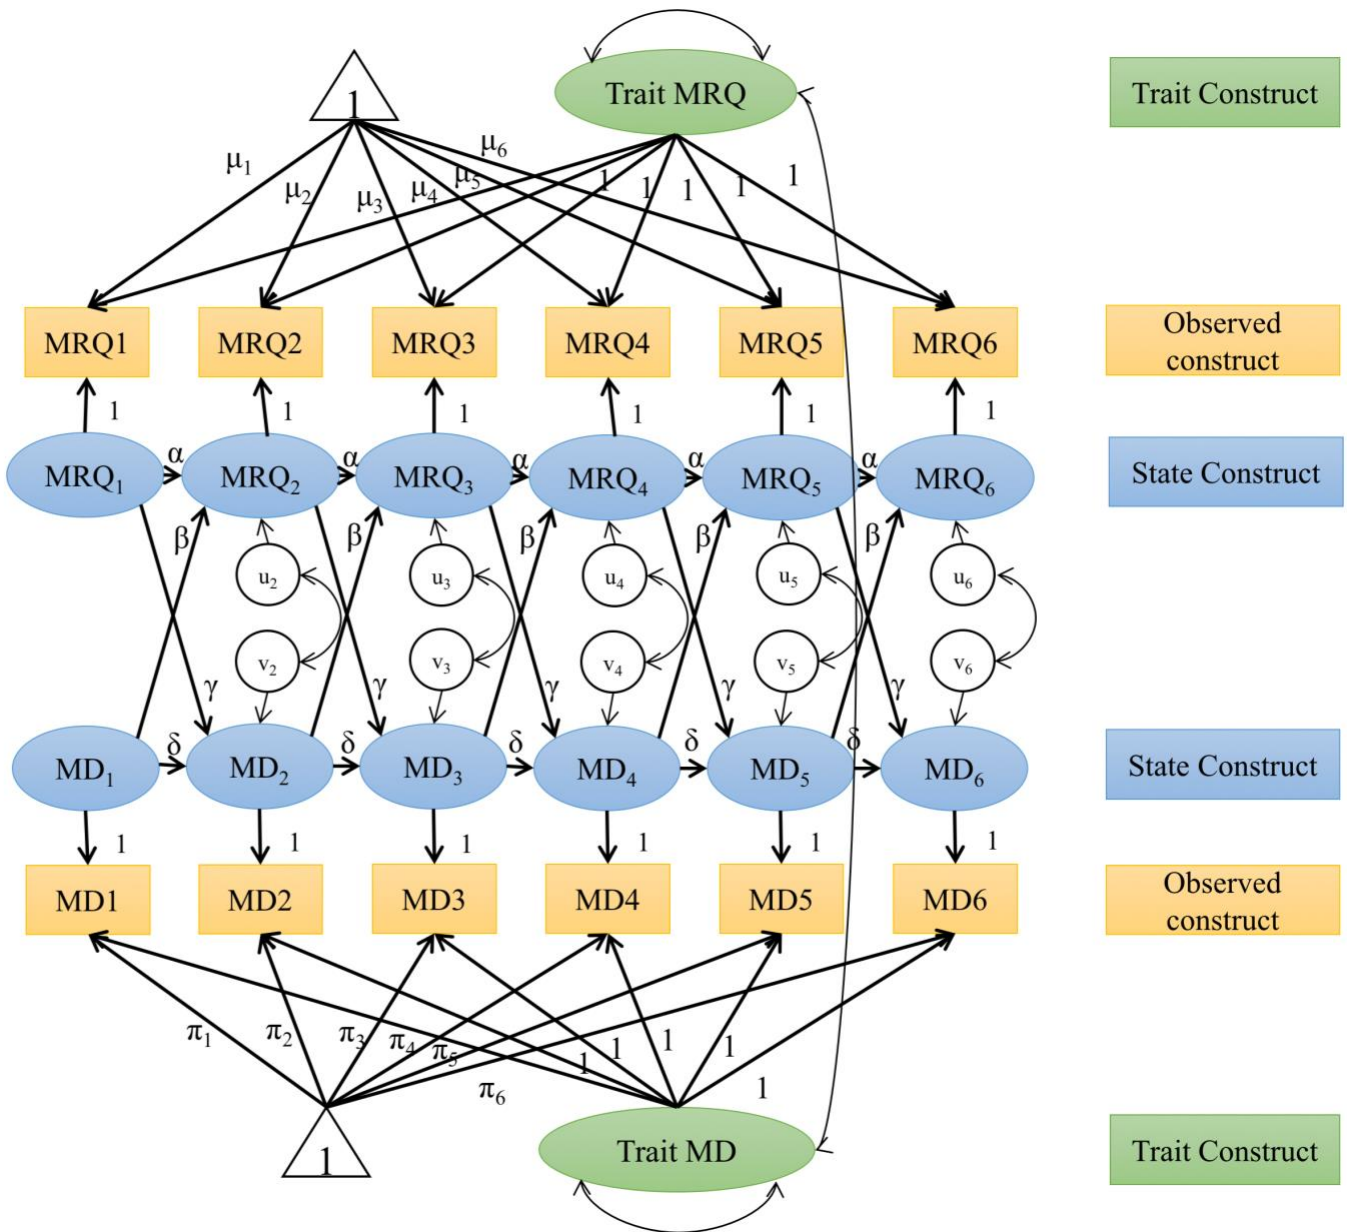 1
Trait MRQ
Trait Construct
μ₁
μ₂
μ₃
μ₄
μ₅
μ₆
1
1
1
1
1
MRQ1
MRQ2
MRQ3
MRQ4
MRQ5
MRQ6
Observed
construct
1
1
1
1
1
1
MRQ₁
α
MRQ₂
α
MRQ₃
α
MRQ₄
α
MRQ₅
α
MRQ₆
State Construct
β
β
β
β
β
u₂
u₃
u₄
u₅
u₆
v₂
v₃
v₄
v₅
v₆
γ
γ
γ
γ
γ
MD₁
δ
MD₂
δ
MD₃
δ
MD₄
δ
MD₅
δ
MD₆
State Construct
1
1
1
1
1
1
MD1
MD2
MD3
MD4
MD5
MD6
Observed
construct
π₁
π₂
π₃
π₄
π₅
π₆
1
1
1
1
1
1
Trait MD
Trait Construct